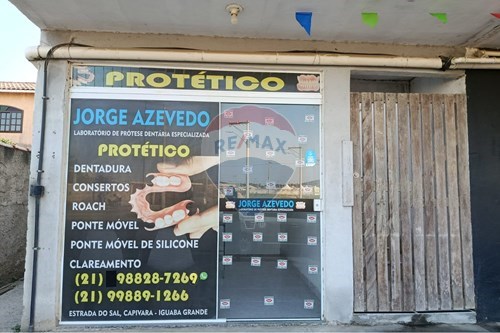 PROTÉTICO
JORGE AZEVEDO
LABORATÓRIO DE PRÓTESE DENTÁRIA ESPECIALIZADA
PROTÉTICO
DENTADURA
CONSERTOS
ROACH
PONTE MÓVEL
PONTE MÓVEL DE SILICONE
CLAREAMENTO
(21) 98828-7269
(21) 99889-1266
ESTRADA DO SAL, CAPIVARA - IGUABA GRANDE
RE/MAX
JORGE AZEVEDO